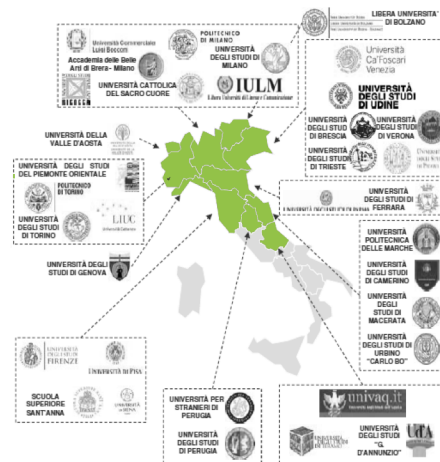 LIBERA UNIVERSITA'
DI BOLZANO
Università Commerciale
Luigi Bocconi
POLITECNICO
DI MILANO
Accademia delle Belle
Arti di Brera- Milano
UNIVERSITÀ
DEGLI STUDI DI
MILANO
UNIVERSITÀ CATTOLICA
DEL SACRO CUORE
IULM
Università
Ca'Foscari
Venezia
UNIVERSITÀ
DEGLI STUDI
DI UDINE
UNIVERSITÀ
DEGLI STUD
DI BRESCIA
UNIVERSITÀ
DEGLI STUDI
DI VERONA
UNIVERSITÀ
DEGLI STUDI
DI TRIESTE
UNIVERSITÀ DELLA
VALLE D'AOSTA
UNIVERSITÀ DEGLI STUDI
DEL PIEMONTE ORIENTALE
POLITECNICO
DI TORINO
UNIVERSITÀ
DEGLI STUDI
DI TORINO
LIUC
UNIVERSITÀ
DEGLI STUDI DI
FERRARA
UNIVERSITÀ DEGLI
STUDI DI GENOVA
UNIVERSITÀ
POLITECNICA
DELLE MARCHE
UNIVERSITÀ
DEGLI STUDI
DI CAMERINO
UNIVERSITÀ
DEGLI
STUDI DI
MACERATA
UNIVERSITÀ
DEGLI STUDI DI
URBINO
"CARLO BO"
UNIVERSITÀ
DEGLI STUDI
FIRENZE
UNIVERSITÀ DI PISA
SCUOLA
SUPERIORE
SANT'ANNA
UNIVERSITÀ PER
STRANIERI DI
PERUGIA
UNIVERSITÀ
DEGLI STUDI
DI PERUGIA
univaq.it
UNIVERSITÀ
DEGLI STUDI
"G.
D'ANNUNZIO"
UdA